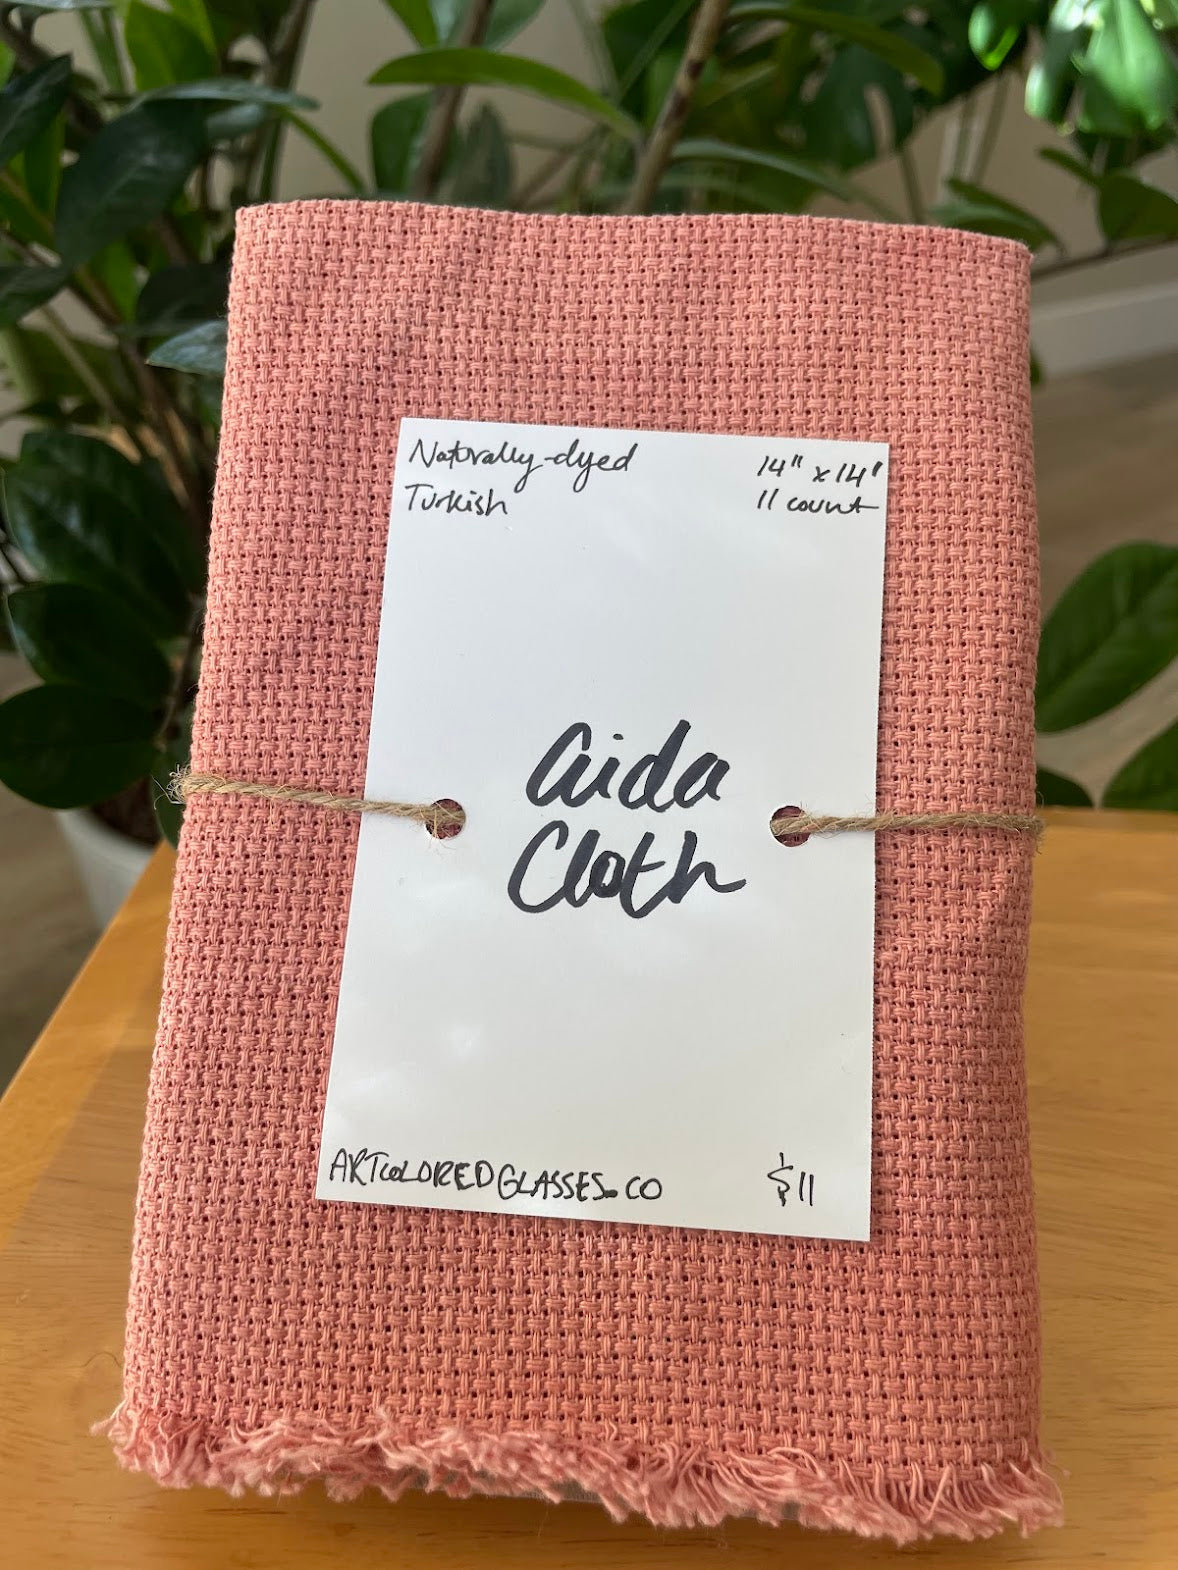 Naturally-dyed
Turkish
14" x 14"
11 count
Aida
Cloth
ARTCOLOREDGLASSES.CO
$11